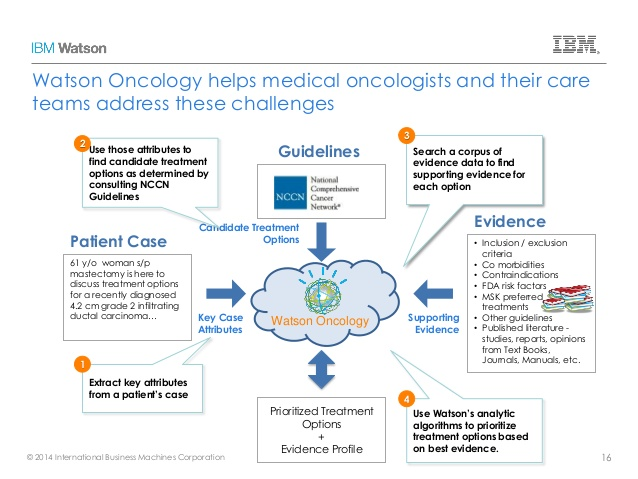 IBM Watson
IBM®
Watson Oncology helps medical oncologists and their care
teams address these challenges
2
Use those attributes to
find candidate treatment
options as determined by
consulting NCCN
Guidelines
Guidelines
NCCN
National
Comprehensive
Cancer
Network®
3
Search a corpus of
evidence data to find
supporting evidence for
each option
Candidate Treatment
Options
Patient Case
61 y/o woman s/p
mastectomy is here to
discuss treatment options
for a recently diagnosed
4.2 cm grade 2 infiltrating
ductal carcinoma…
Key Case
Attributes
Watson Oncology
Supporting
Evidence
Evidence
• Inclusion / exclusion
criteria
• Co morbidities
• Contraindications
• FDA risk factors
• MSK preferred
treatments
• Other guidelines
• Published literature -
studies, reports, opinions
from Text Books,
Journals, Manuals, etc.
1
Extract key attributes
from a patient's case
Prioritized Treatment
Options
+
Evidence Profile
4
Use Watson's analytic
algorithms to prioritize
treatment options based
on best evidence.
© 2014 International Business Machines Corporation
16